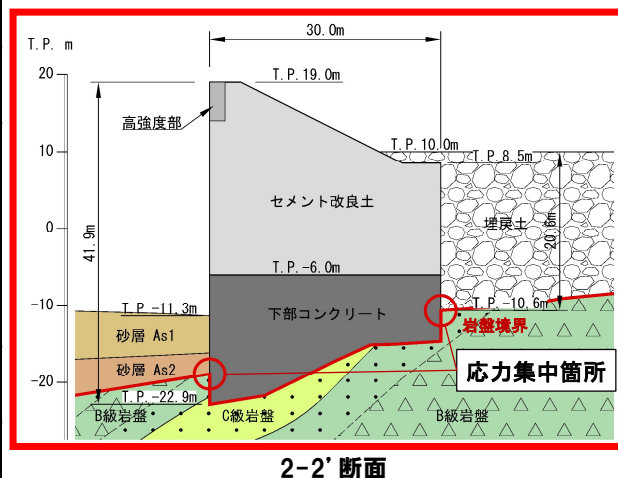 30.0m
T.P. m
20
T.P.19.0m
高強度部
T.P.10.0m
10
T.P.8.5m
セメント改良土
埋戻土
41.9m
20.6m
0
T.P.-6.0m
-10
T.P.-11.3m
下部コンクリート
T.P.-10.6m
岩盤境界
砂層 As1
応力集中箇所
砂層 As2
-20
T.P.-22.9m
B級岩盤
C級岩盤
B級岩盤
2-2'断面